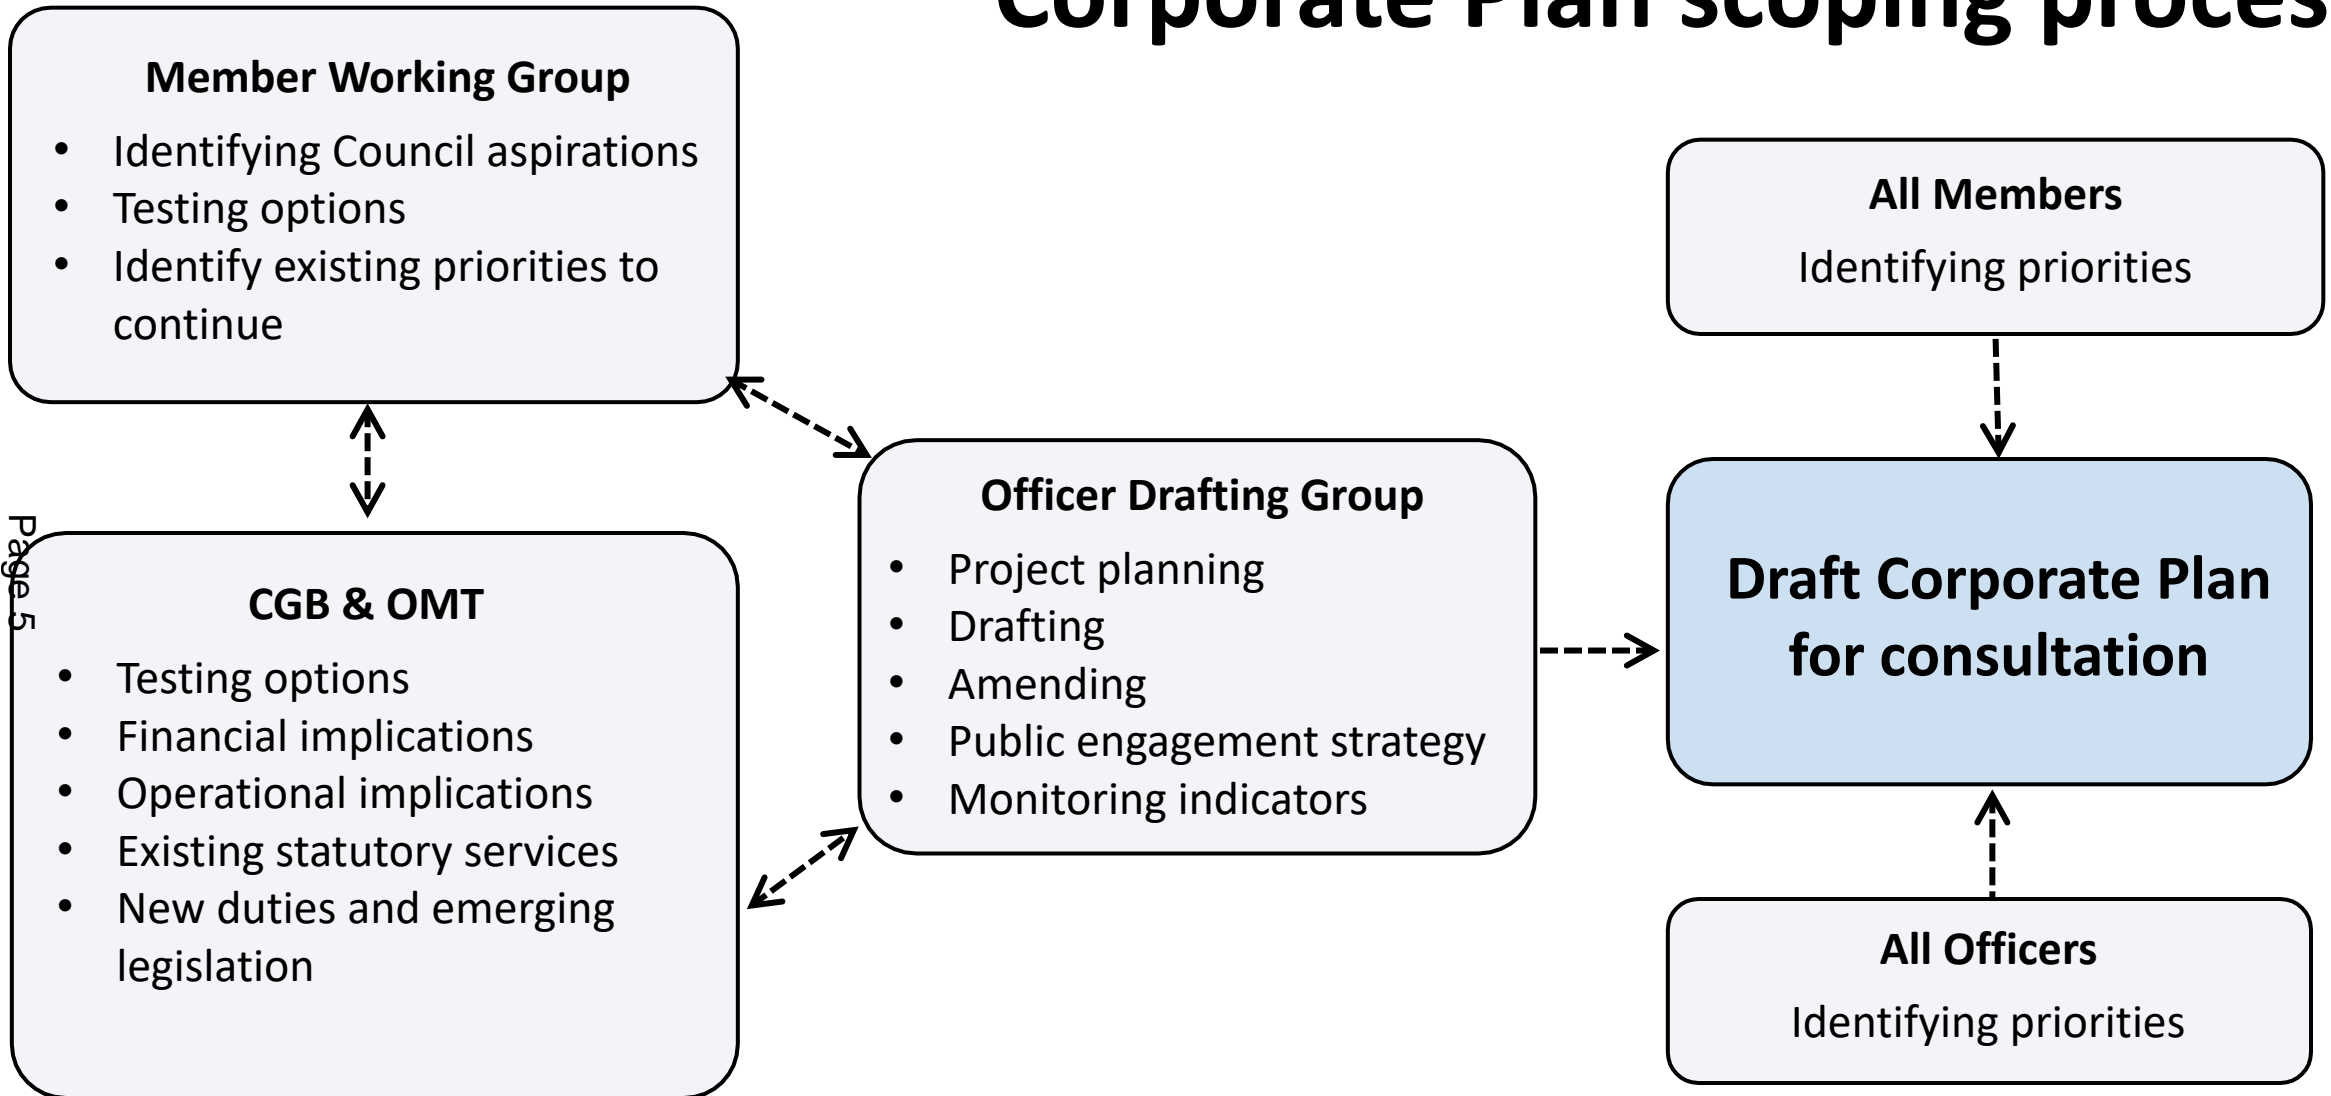 Corporate Plan scoping proces
Member Working Group
• Identifying Council aspirations
• Testing options
• Identify existing priorities to
continue
CGB & OMT
• Testing options
• Financial implications
• Operational implications
• Existing statutory services
• New duties and emerging
legislation
Officer Drafting Group
• Project planning
• Drafting
• Amending
• Public engagement strategy
• Monitoring indicators
All Members
Identifying priorities
Draft Corporate Plan
for consultation
All Officers
Identifying priorities
Page 5